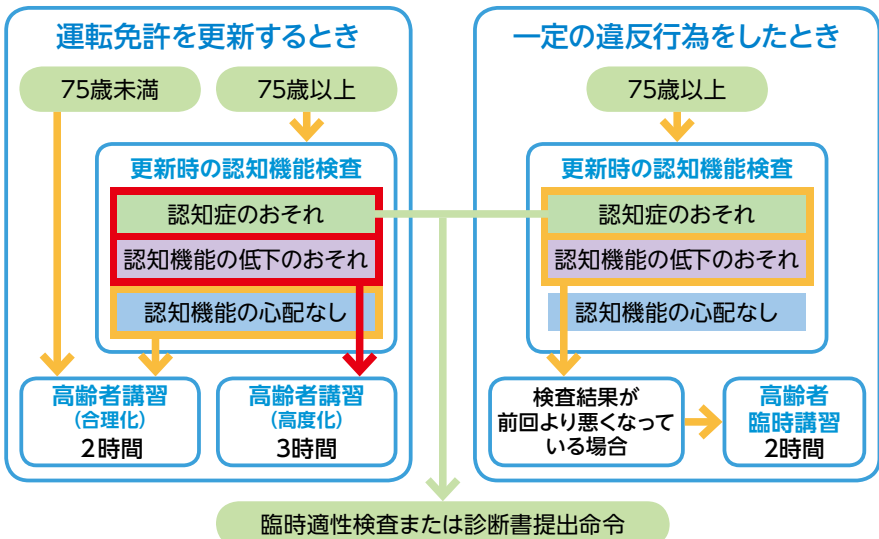 運転免許を更新するとき
75歳未満
75歳以上
更新時の認知機能検査
認知症のおそれ
認知機能の低下のおそれ
認知機能の心配なし
高齢者講習
(合理化)
2時間
高齢者講習
(高度化)
3時間
一定の違反行為をしたとき
75歳以上
更新時の認知機能検査
認知症のおそれ
認知機能の低下のおそれ
認知機能の心配なし
検査結果が
前回より悪くなって
いる場合
高齢者
臨時講習
2時間
臨時適性検査または診断書提出命令